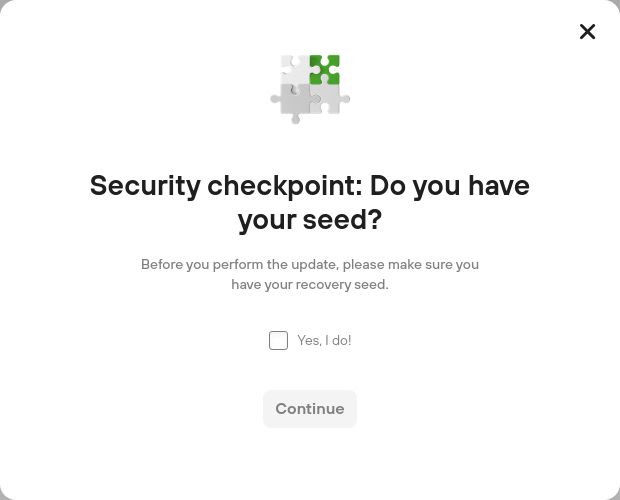 Security checkpoint: Do you have
your seed?
Before you perform the update, please make sure you
have your recovery seed.
Yes, I do!
Continue